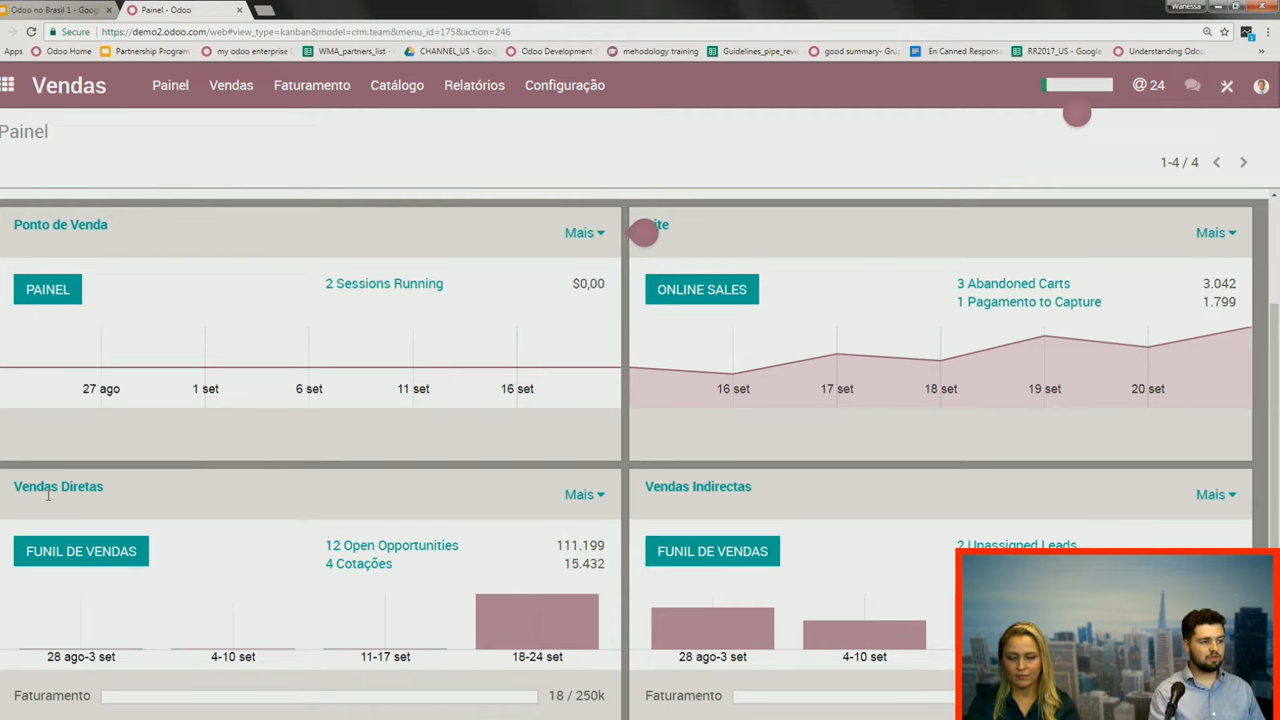 Odoo no Brasil 1 - Goog
Painel - Odoo
Wanessa
Secure
https://demo2.odoo.com/web#view_type=kanban&model=crm.team&menu_id=175&action=246
Apps
Odoo Home
Partnership Program
my odoo enterprise
WMA_partners_list -
CHANNEL_US - Goo
Odoo Development S
mehodology training
Guidelines_pipe_revi
good summary- Gru
En Canned Respons
RR2017_US - Google
Understanding Odoo
Vendas
Painel
Vendas
Faturamento
Catálogo
Relatórios
Configuração
@ 24
Painel
1-4 / 4
Ponto de Venda
Mais
PAINEL
2 Sessions Running
$0,00
27 ago
1 set
6 set
11 set
16 set
Mais
ONLINE SALES
3 Abandoned Carts
3.042
1 Pagamento to Capture
1.799
16 set
17 set
18 set
19 set
20 set
Vendas Diretas
Mais
FUNIL DE VENDAS
12 Open Opportunities
111.199
4 Cotações
15.432
28 ago-3 set
4-10 set
11-17 set
18-24 set
Faturamento
18 / 250k
Vendas Indirectas
Mais
FUNIL DE VENDAS
2 Unassigned Leads
28 ago-3 set
4-10 set
Faturamento